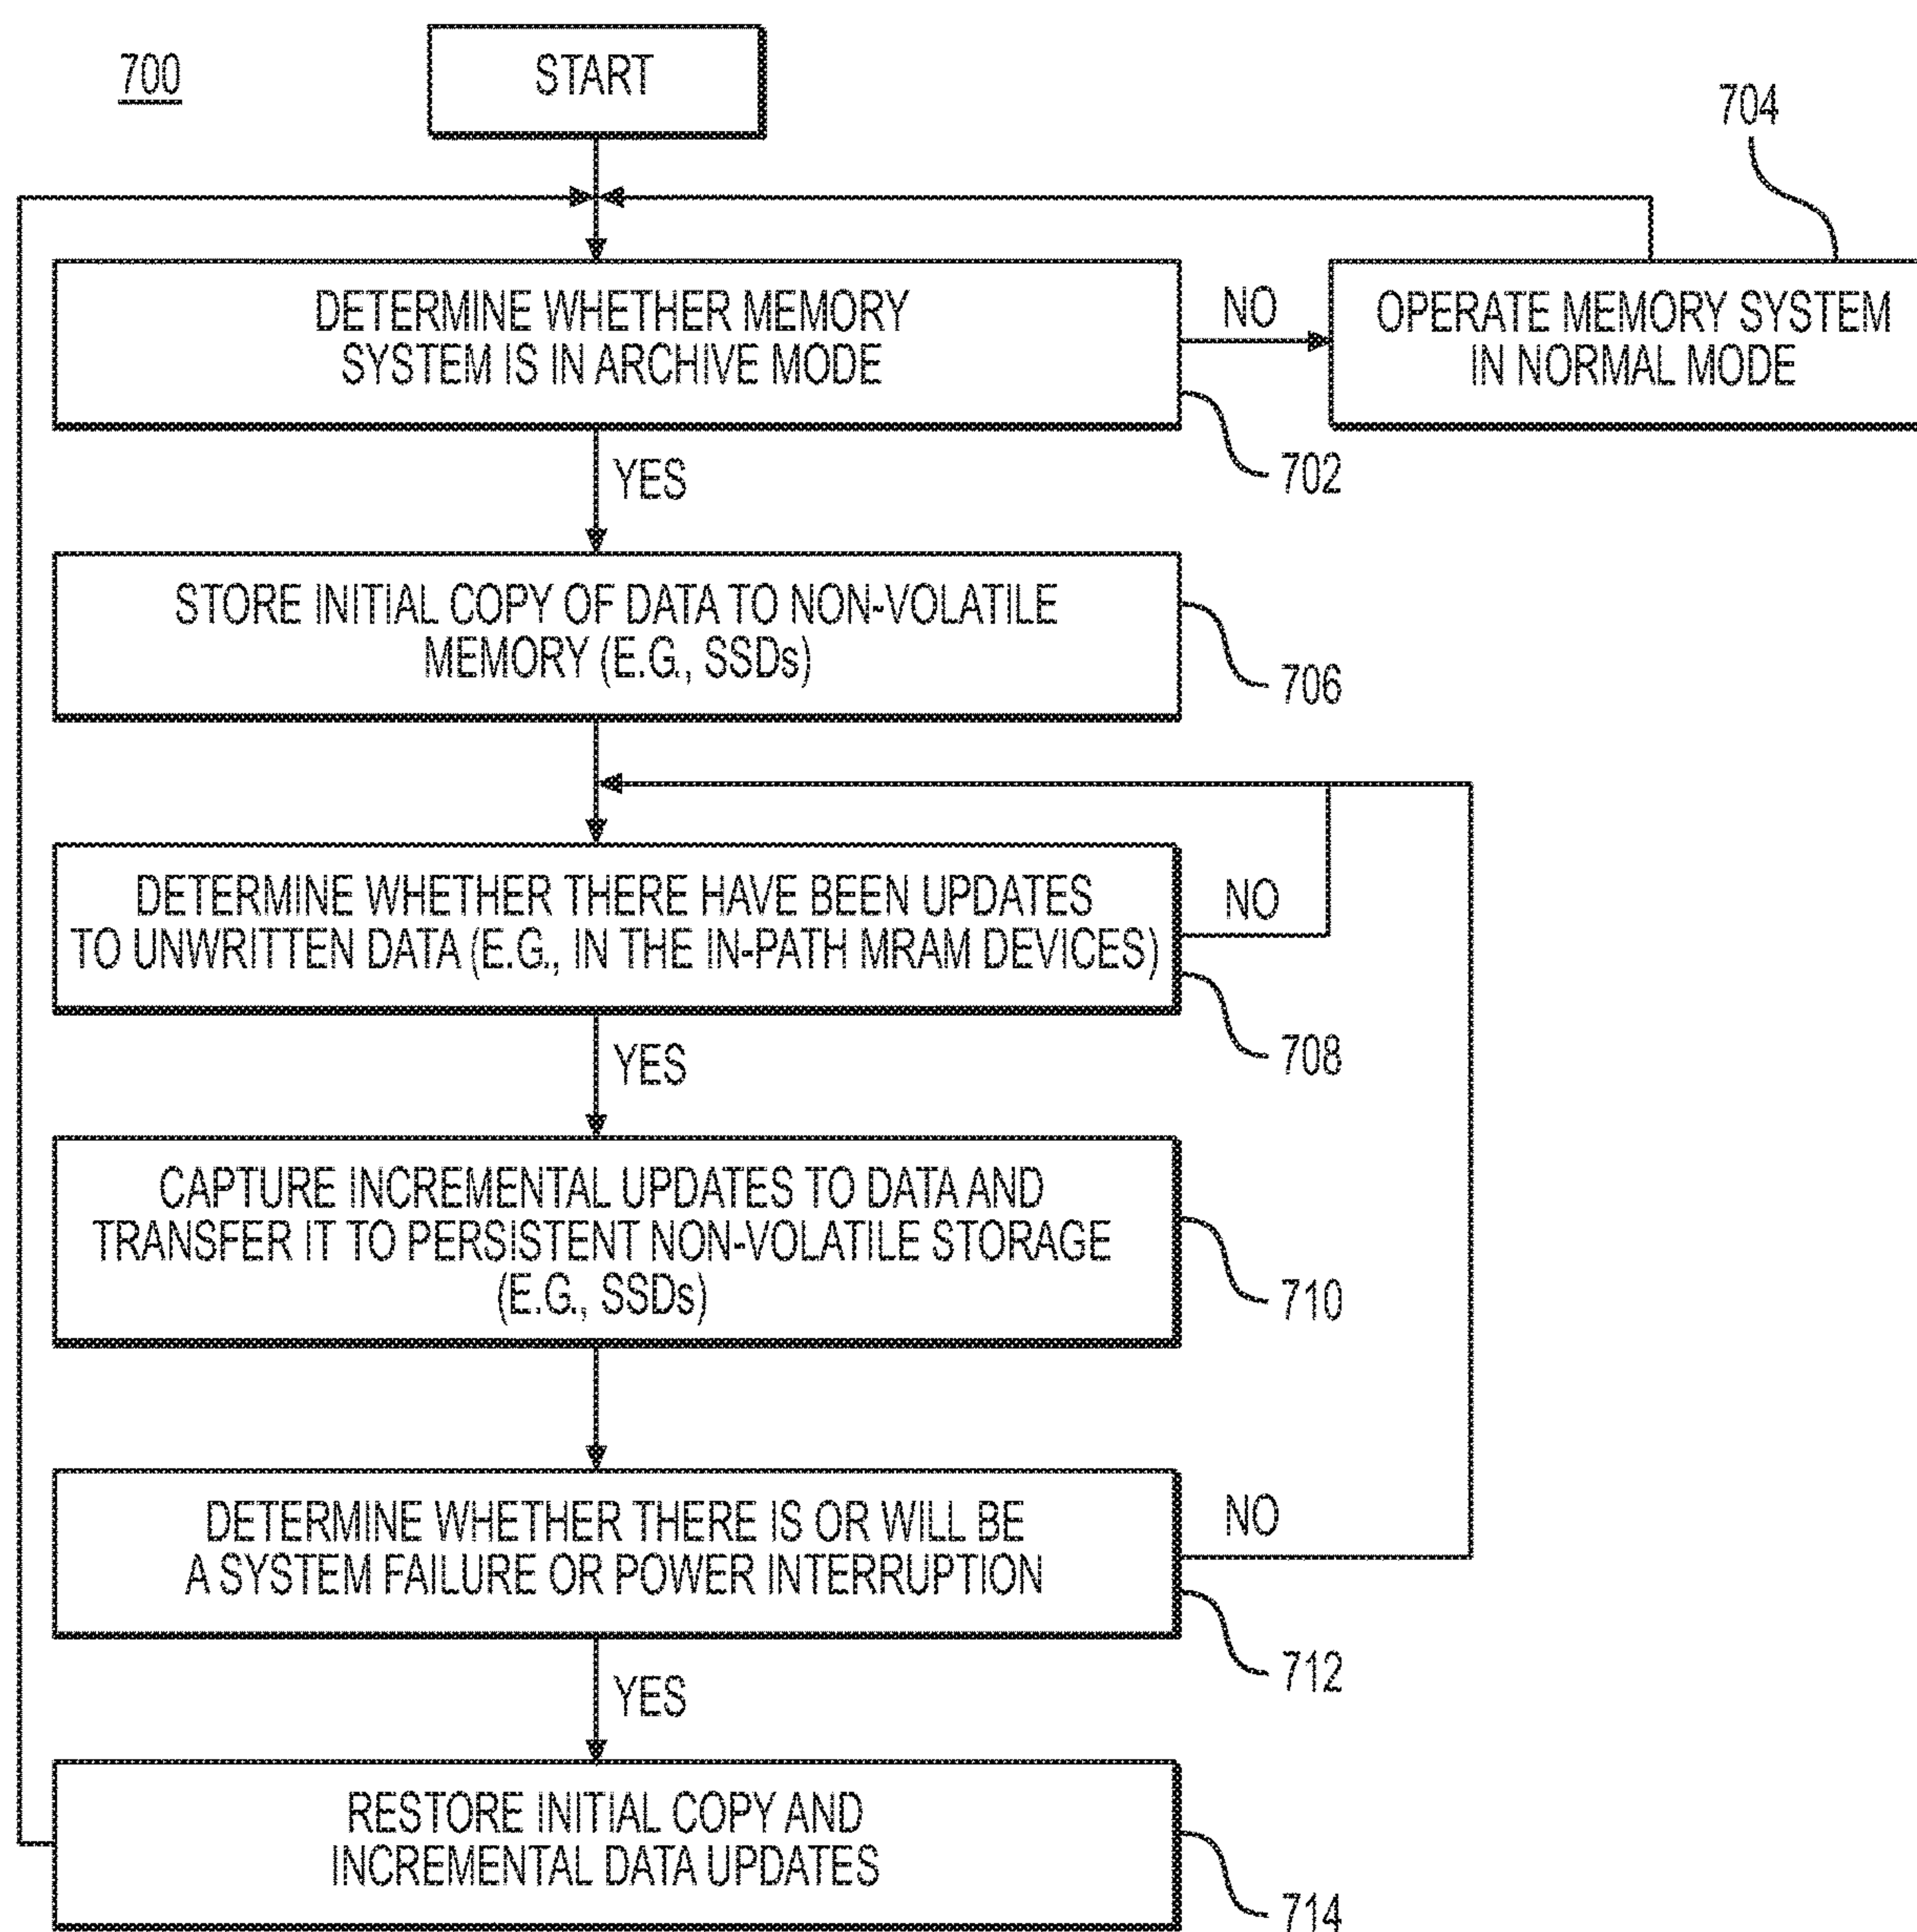 700
START
704
DETERMINE WHETHER MEMORY
SYSTEM IS IN ARCHIVE MODE
NO
OPERATE MEMORY SYSTEM
IN NORMAL MODE
702
YES
STORE INITIAL COPY OF DATA TO NON-VOLATILE
MEMORY (E.G., SSDs)
706
DETERMINE WHETHER THERE HAVE BEEN UPDATES
TO UNWRITTEN DATA (E.G., IN THE IN-PATH MRAM DEVICES)
NO
708
YES
CAPTURE INCREMENTAL UPDATES TO DATA AND
TRANSFER IT TO PERSISTENT NON-VOLATILE STORAGE
(E.G., SSDs)
710
DETERMINE WHETHER THERE IS OR WILL BE
A SYSTEM FAILURE OR POWER INTERRUPTION
NO
712
YES
RESTORE INITIAL COPY AND
INCREMENTAL DATA UPDATES
714